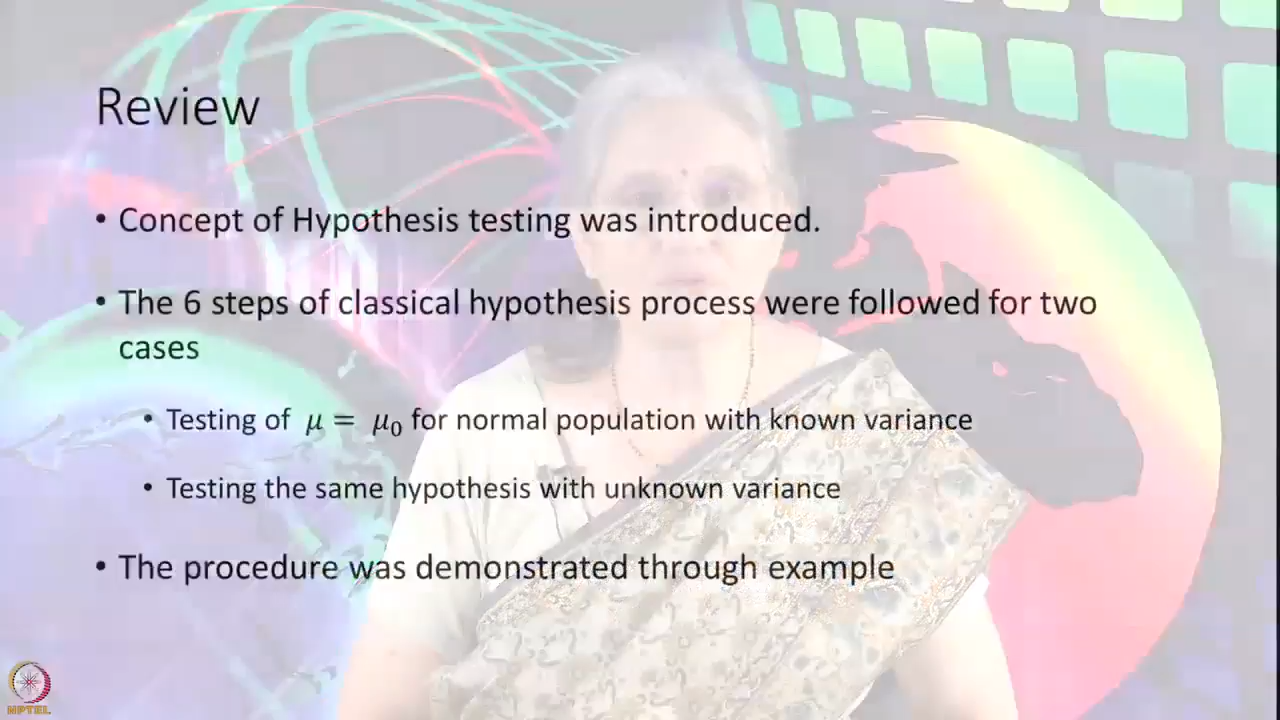 Review
• Concept of Hypothesis testing was introduced.
• The 6 steps of classical hypothesis process were followed for two
cases
• Testing of μ = μ₀ for normal population with known variance
• Testing the same hypothesis with unknown variance
• The procedure was demonstrated through example
NPTEL